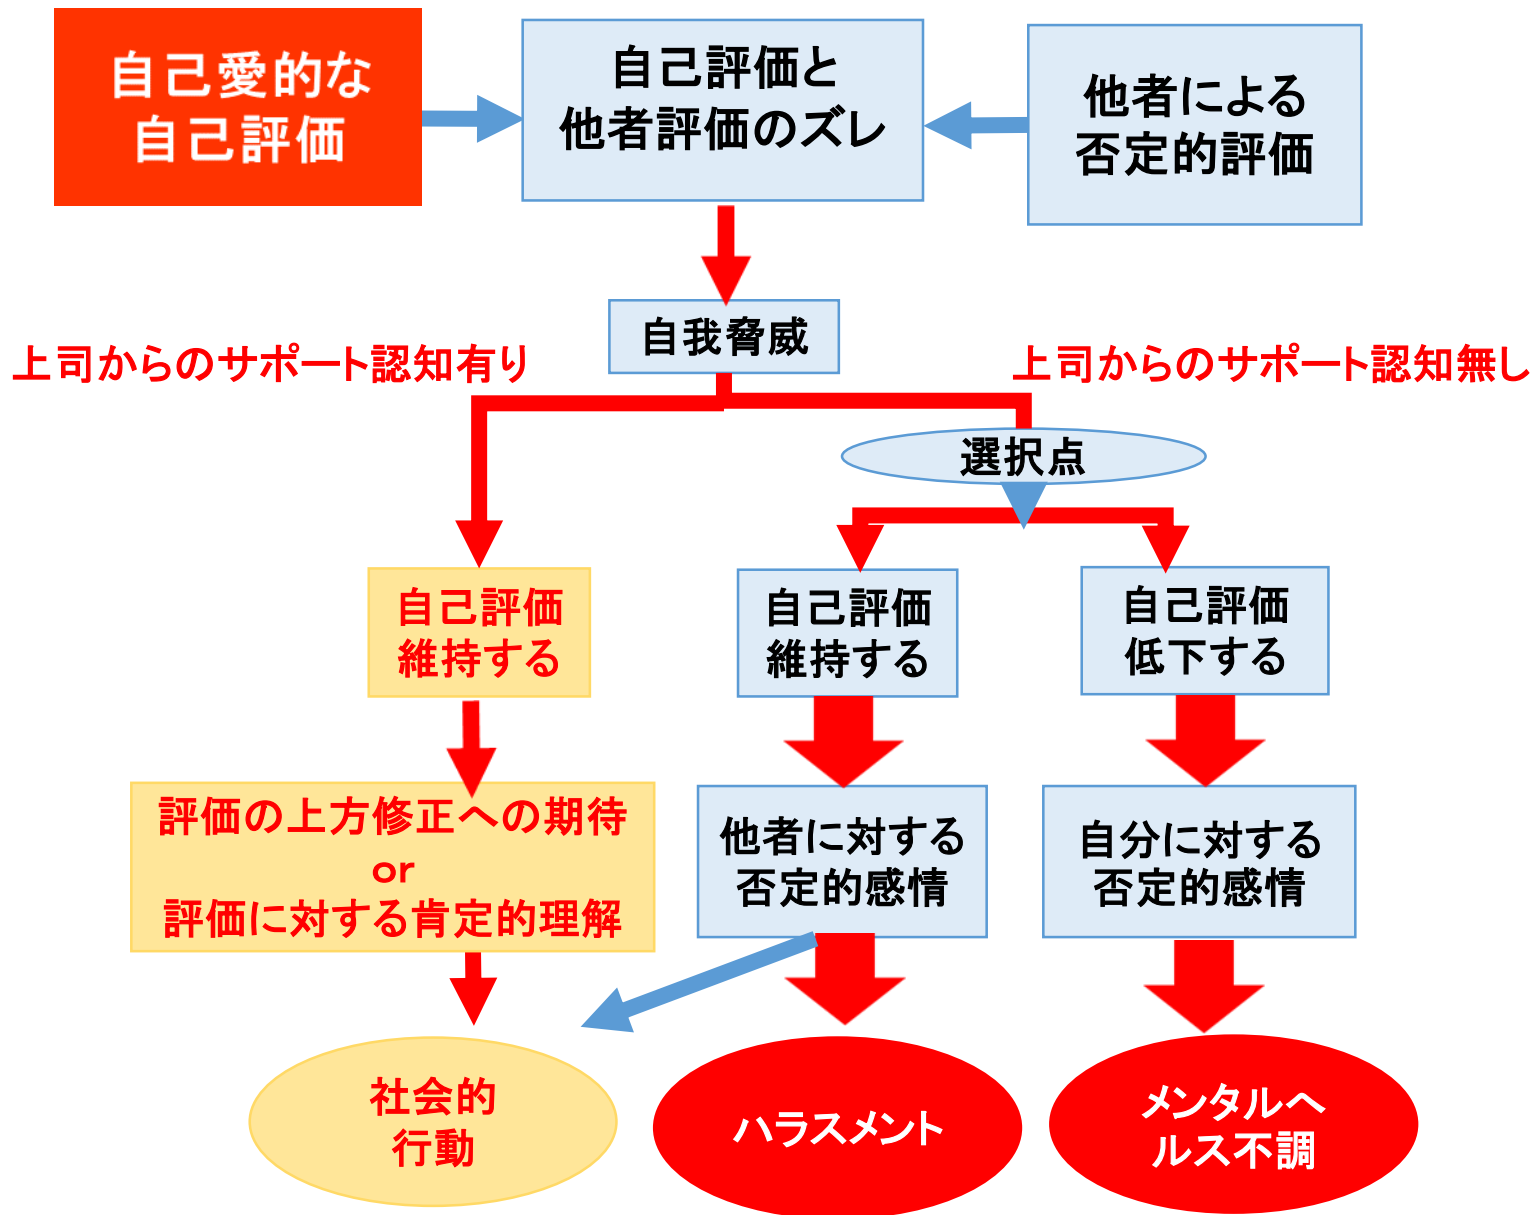 自己愛的な
自己評価
自己評価と
他者評価のズレ
他者による
否定的評価
自我脅威
上司からのサポート認知有り
上司からのサポート認知無し
選択点
自己評価
維持する
自己評価
維持する
自己評価
低下する
評価の上方修正への期待
or
評価に対する肯定的理解
他者に対する
否定的感情
自分に対する
否定的感情
社会的
行動
ハラスメント
メンタルヘ
ルス不調